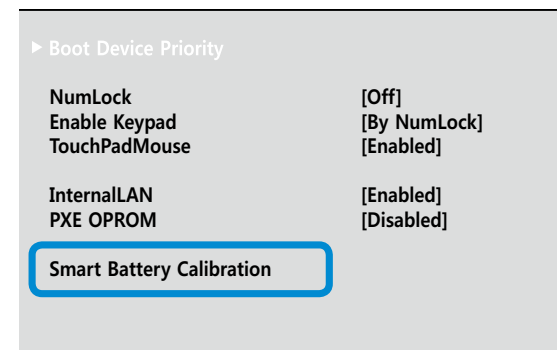 ▶ Boot Device Priority
NumLock [Off]
Enable Keypad [By NumLock]
TouchPadMouse [Enabled]
InternalLAN [Enabled]
PXE OPROM [Disabled]
Smart Battery Calibration